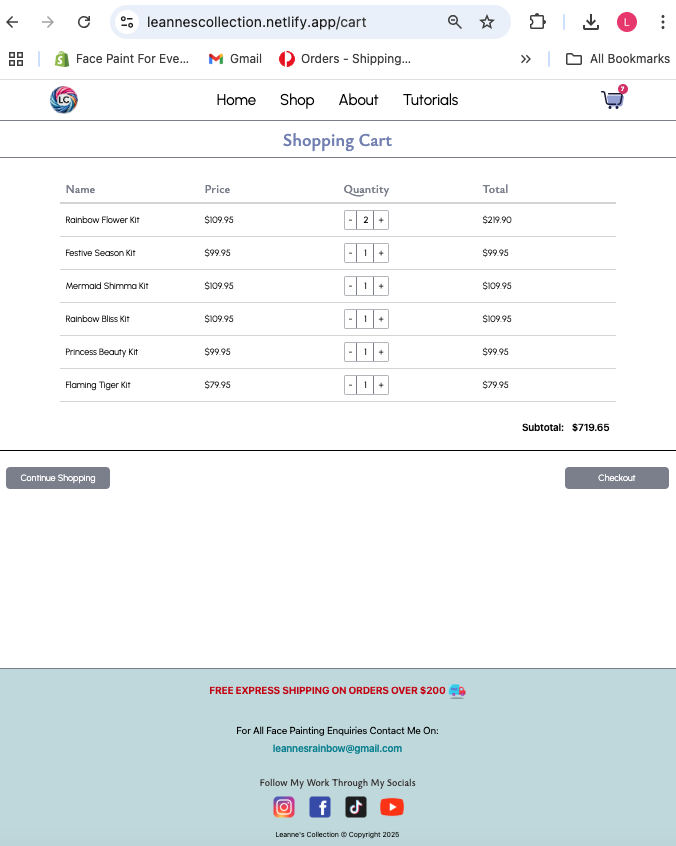 leannescollection.netlify.app/cart
L
Face Paint For Eve... Gmail Orders - Shipping... » All Bookmarks
LC Home Shop About Tutorials 7
Shopping Cart
Name Price Quantity Total
Rainbow Flower Kit $109.95 - 2 + $219.90
Festive Season Kit $99.95 - 1 + $99.95
Mermaid Shimma Kit $109.95 - 1 + $109.95
Rainbow Bliss Kit $109.95 - 1 + $109.95
Princess Beauty Kit $99.95 - 1 + $99.95
Flaming Tiger Kit $79.95 - 1 + $79.95
Subtotal: $719.65
Continue Shopping Checkout
FREE EXPRESS SHIPPING ON ORDERS OVER $200
For All Face Painting Enquiries Contact Me On:
leannesrainbow@gmail.com
Follow My Work Through My Socials
Leanne's Collection © Copyright 2025